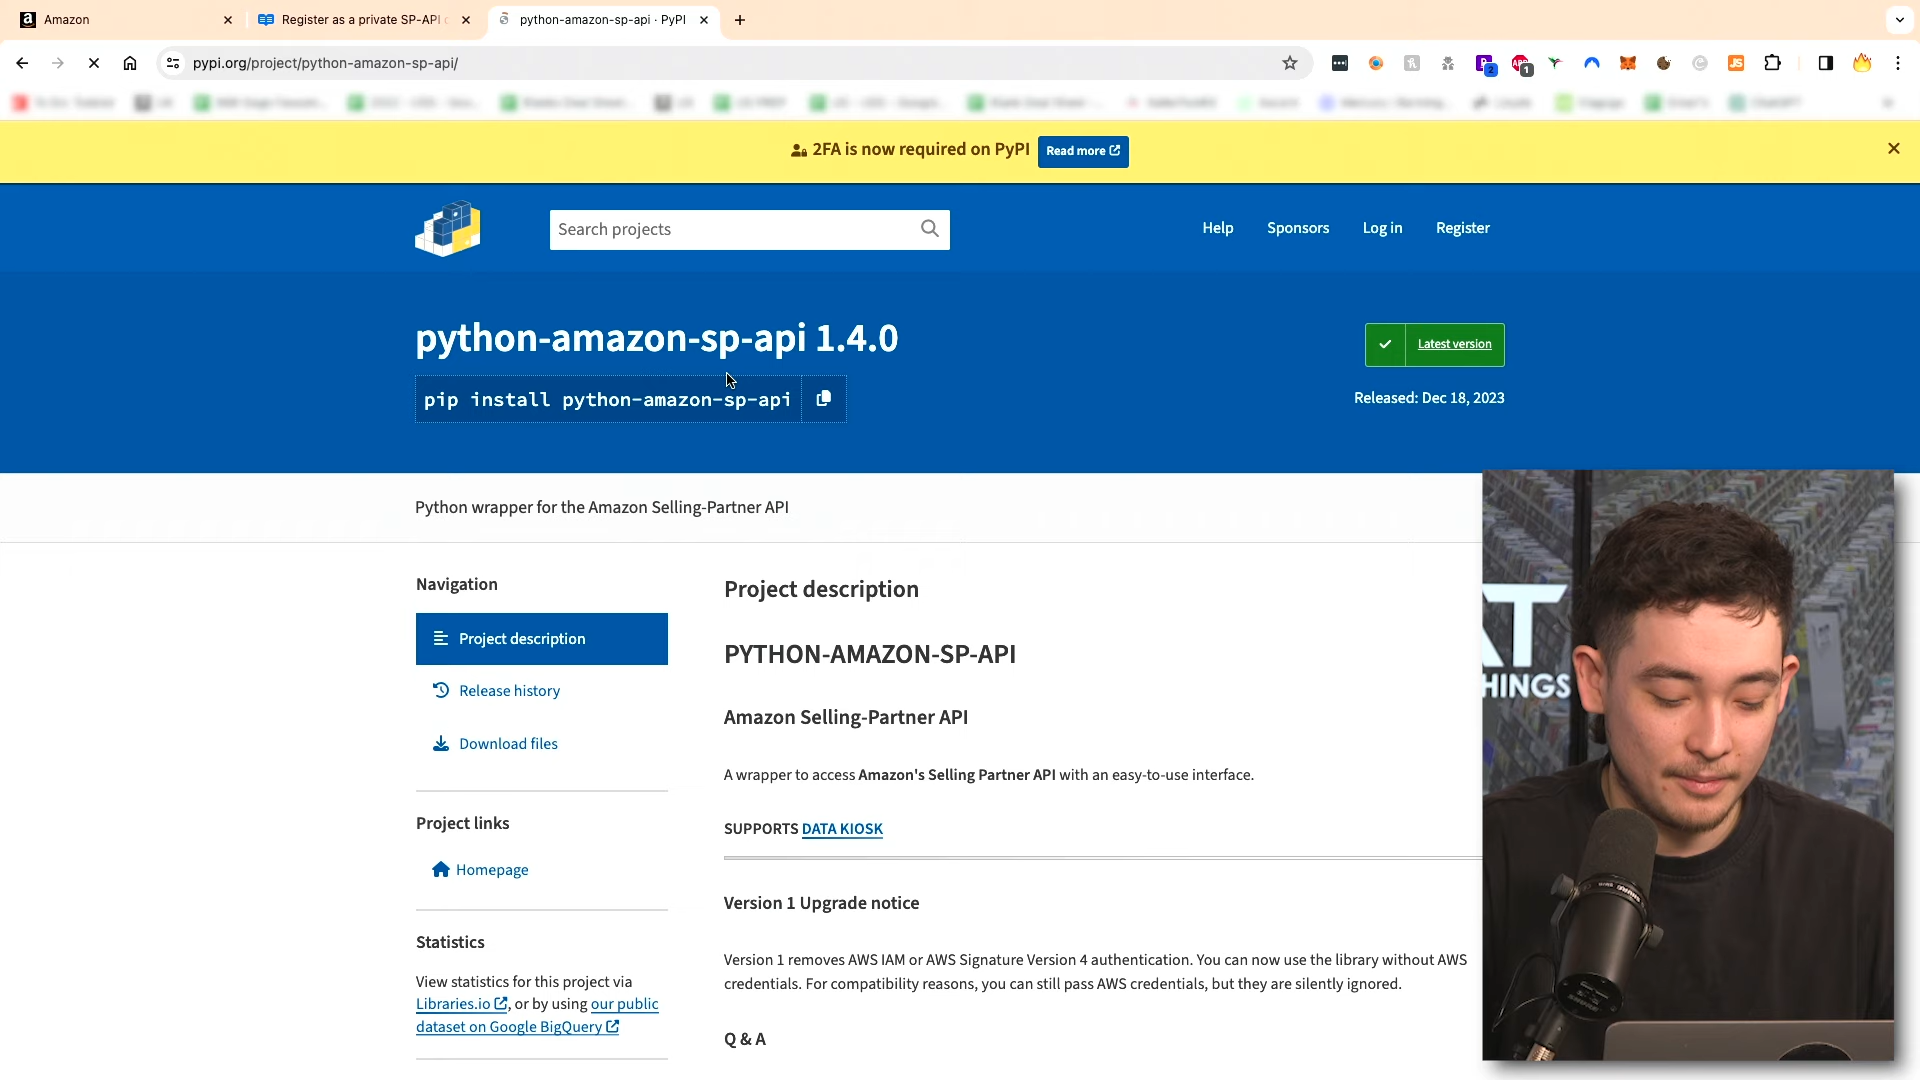 Amazon
Register as a private SP-API
python-amazon-sp-api · PyPI
pypi.org/project/python-amazon-sp-api/
2
1
JS
2FA is now required on PyPI
Read more
Search projects
Help
Sponsors
Log in
Register
python-amazon-sp-api 1.4.0
Latest version
pip install python-amazon-sp-api
Released: Dec 18, 2023
Python wrapper for the Amazon Selling-Partner API
Navigation
Project description
Release history
Download files
Project links
Homepage
Statistics
View statistics for this project via
Libraries.io, or by using our public
dataset on Google BigQuery
Project description
PYTHON-AMAZON-SP-API
Amazon Selling-Partner API
A wrapper to access Amazon's Selling Partner API with an easy-to-use interface.
SUPPORTS DATA KIOSK
Version 1 Upgrade notice
Version 1 removes AWS IAM or AWS Signature Version 4 authentication. You can now use the library without AWS
credentials. For compatibility reasons, you can still pass AWS credentials, but they are silently ignored.
Q & A
AT
HINGS